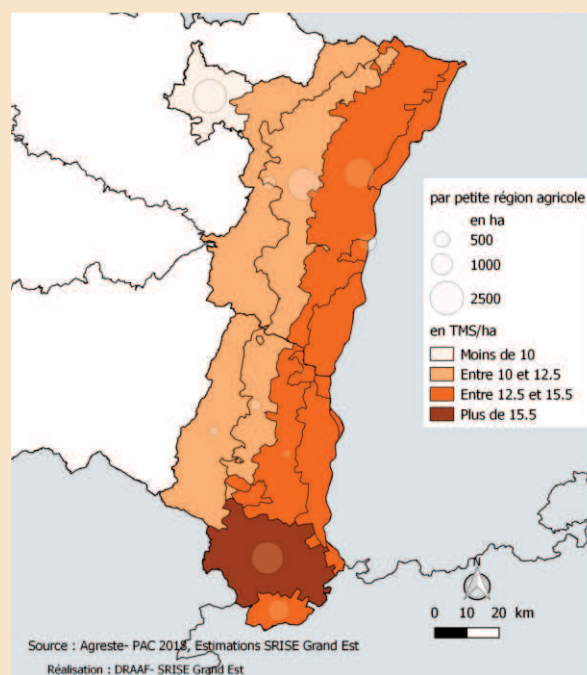 par petite région agricole
en ha
500
1000
2500
en TMS/ha
Moins de 10
Entre 10 et 12.5
Entre 12.5 et 15.5
Plus de 15.5
N
0 10 20 km
Source : Agreste- PAC 2018, Estimations SRISE Grand Est
Réalisation : DRAAF- SRISE Grand Est